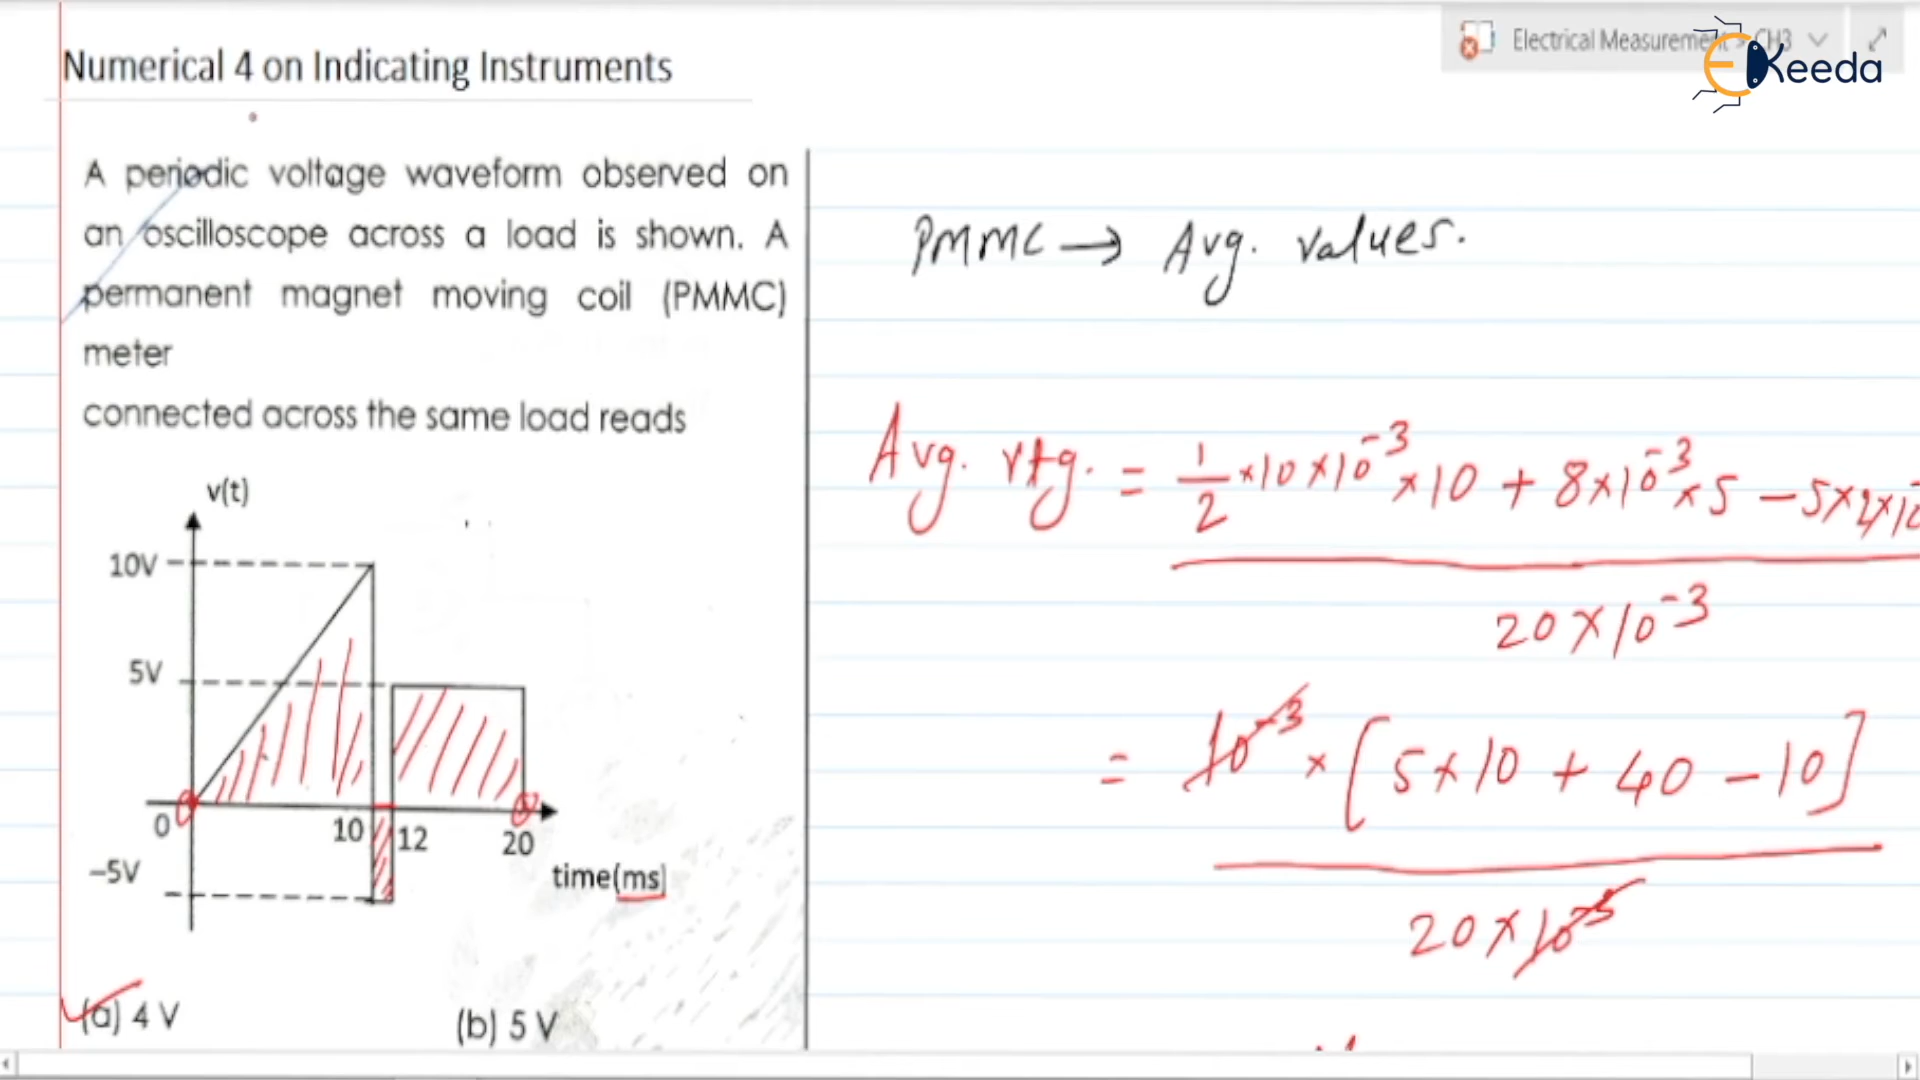 Numerical 4 on Indicating Instruments
Electrical Measurement > CH3
EKeeda
A periodic voltage waveform observed on
an oscilloscope across a load is shown. A
permanent magnet moving coil (PMMC)
meter
connected across the same load reads
v(t)
10V
5V
0
10
12
20
-5V
time(ms)
(a) 4 V
(b) 5 V
PMMC → Avg. values.
Avg. vtg. = 1/2 ×10×10⁻³×10 + 8×10⁻³×5 − 5×2×10
20×10⁻³
= 10⁻³ × [5×10 + 40 − 10]
20×10⁻³